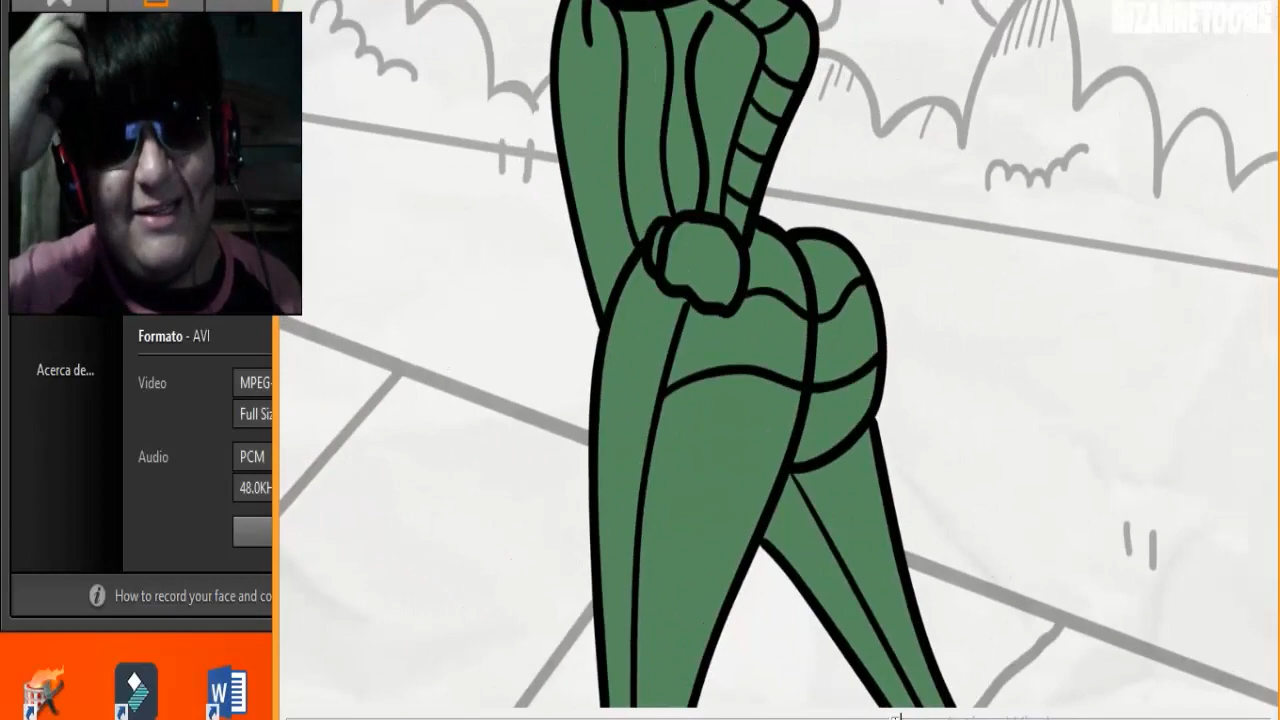 BIZARRETOONS
Formato - AVI
Acerca de...
Video
MPEG-
Full Siz
Audio
PCM
48.0KH
How to record your face and co
W